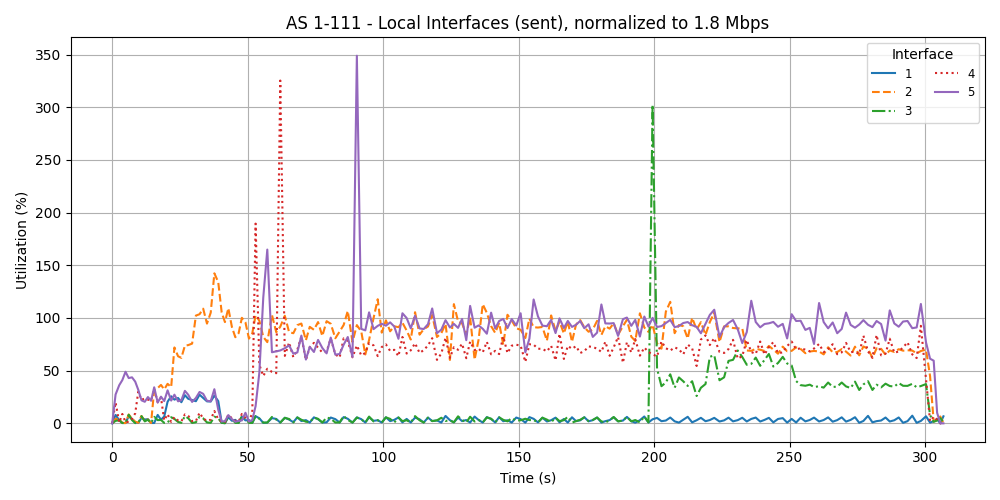 AS 1-111 - Local Interfaces (sent), normalized to 1.8 Mbps
Interface
1
2
3
4
5
Utilization (%)
350
300
250
200
150
100
50
0
0 50 100 150 200 250 300
Time (s)